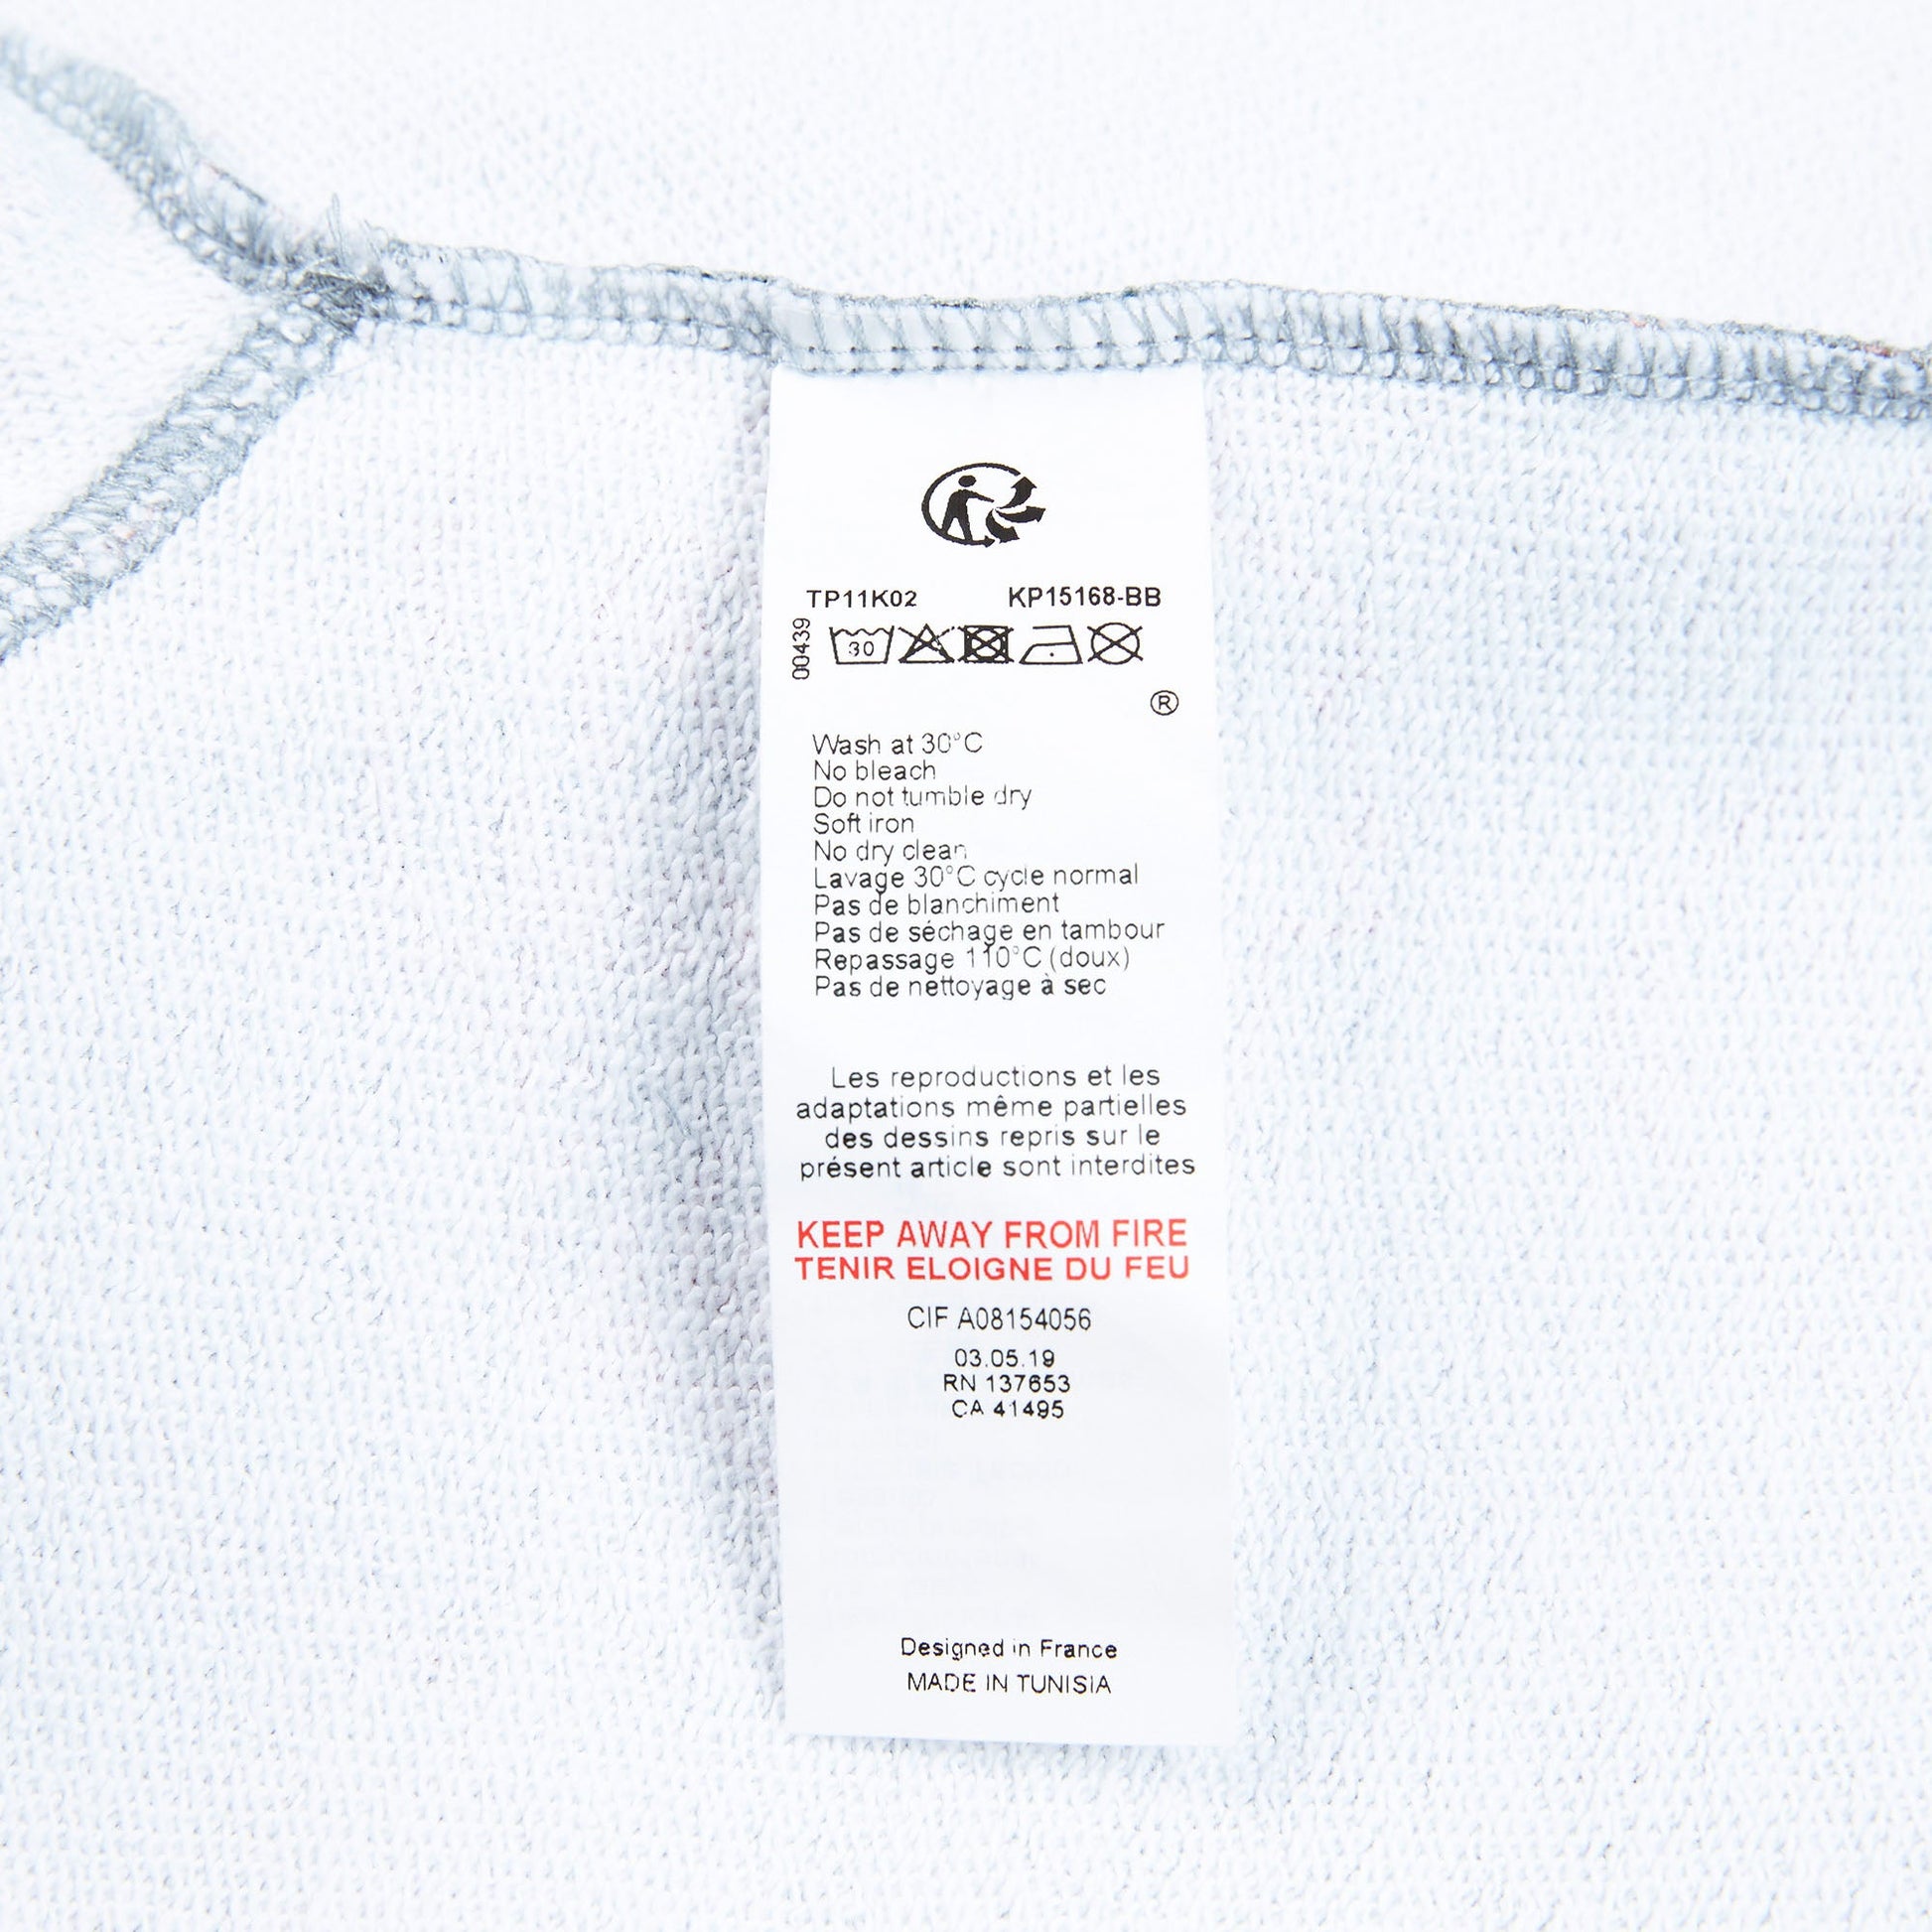 TP11K02 KP15168-BB
00439
30
®
Wash at 30°C
No bleach
Do not tumble dry
Soft iron
No dry clean
Lavage 30°C cycle normal
Pas de blanchiment
Pas de séchage en tambour
Repassage 110°C (doux)
Pas de nettoyage à sec
Les reproductions et les
adaptations même partielles
des dessins repris sur le
présent article sont interdites
KEEP AWAY FROM FIRE
TENIR ELOIGNE DU FEU
CIF A08154056
03.05.19
RN 137653
CA 41495
Designed in France
MADE IN TUNISIA